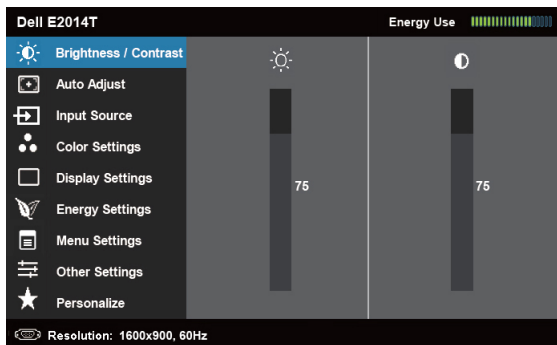 Dell E2014T
Energy Use
Brightness / Contrast
Auto Adjust
Input Source
Color Settings
Display Settings
Energy Settings
Menu Settings
Other Settings
Personalize
75
75
Resolution: 1600x900, 60Hz